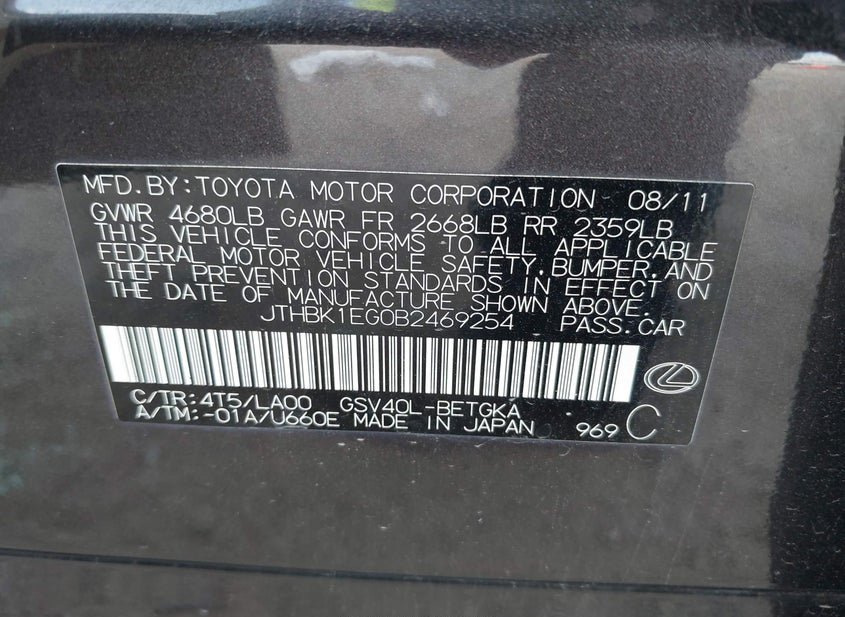 MFD.BY:TOYOTA MOTOR CORPORATION 08/11
GVWR 4680LB GAWR FR 2668LB RR 2359LB
THIS VEHICLE CONFORMS TO ALL APPLICABLE
FEDERAL MOTOR VEHICLE SAFETY,BUMPER,AND
THEFT PREVENTION STANDARDS IN EFFECT ON
THE DATE OF MANUFACTURE SHOWN ABOVE.
JTHBK1EG0B2469254 PASS.CAR
C/TR:4T5/LA00 GSV40L-BETGKA
A/TM:-01A/U660E MADE IN JAPAN 969 C